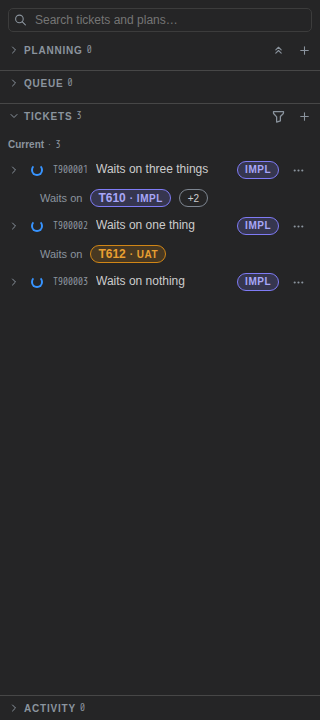 Search tickets and plans…
PLANNING 0
QUEUE 0
TICKETS 3
Current · 3
T900001 Waits on three things IMPL
Waits on T610 · IMPL +2
T900002 Waits on one thing IMPL
Waits on T612 · UAT
T900003 Waits on nothing IMPL
ACTIVITY 0